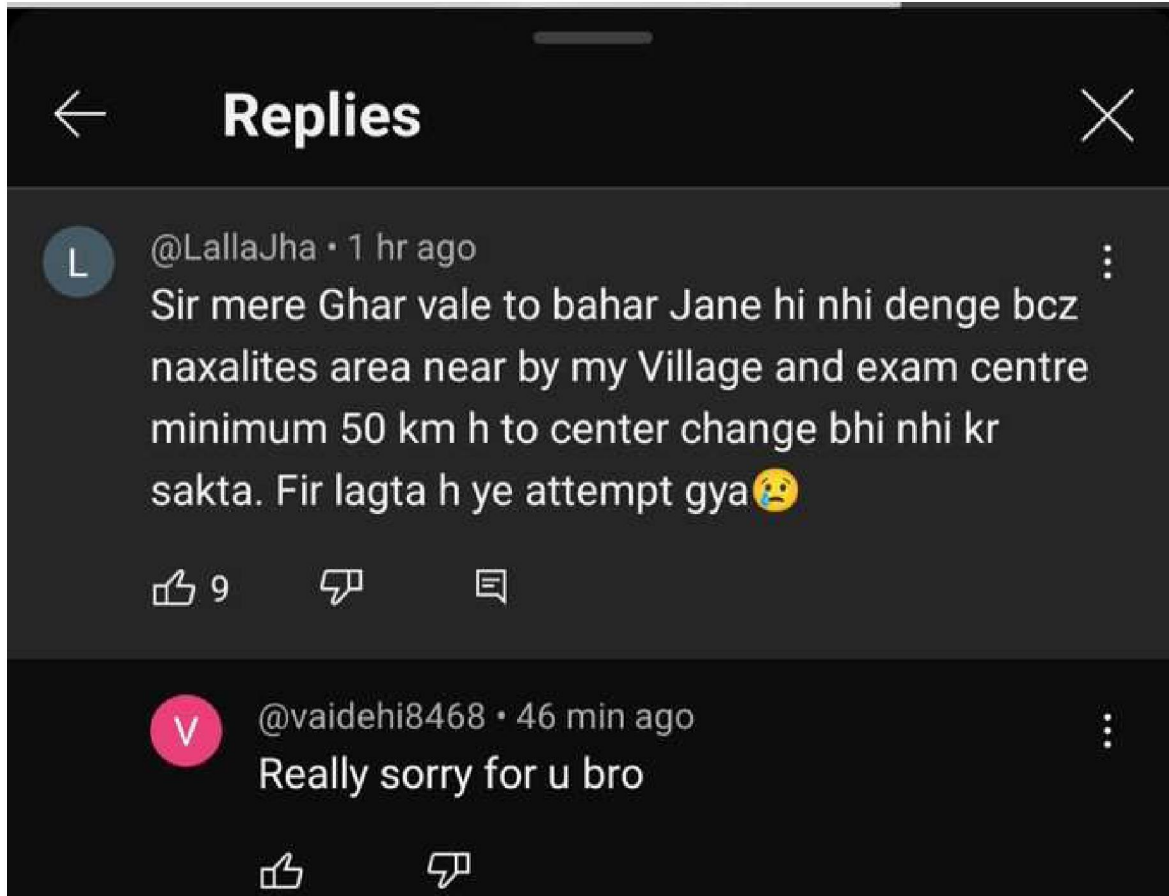 Replies
L
@LallaJha • 1 hr ago
Sir mere Ghar vale to bahar Jane hi nhi denge bcz
naxalites area near by my Village and exam centre
minimum 50 km h to center change bhi nhi kr
sakta. Fir lagta h ye attempt gya😢
9
V
@vaidehi8468 • 46 min ago
Really sorry for u bro